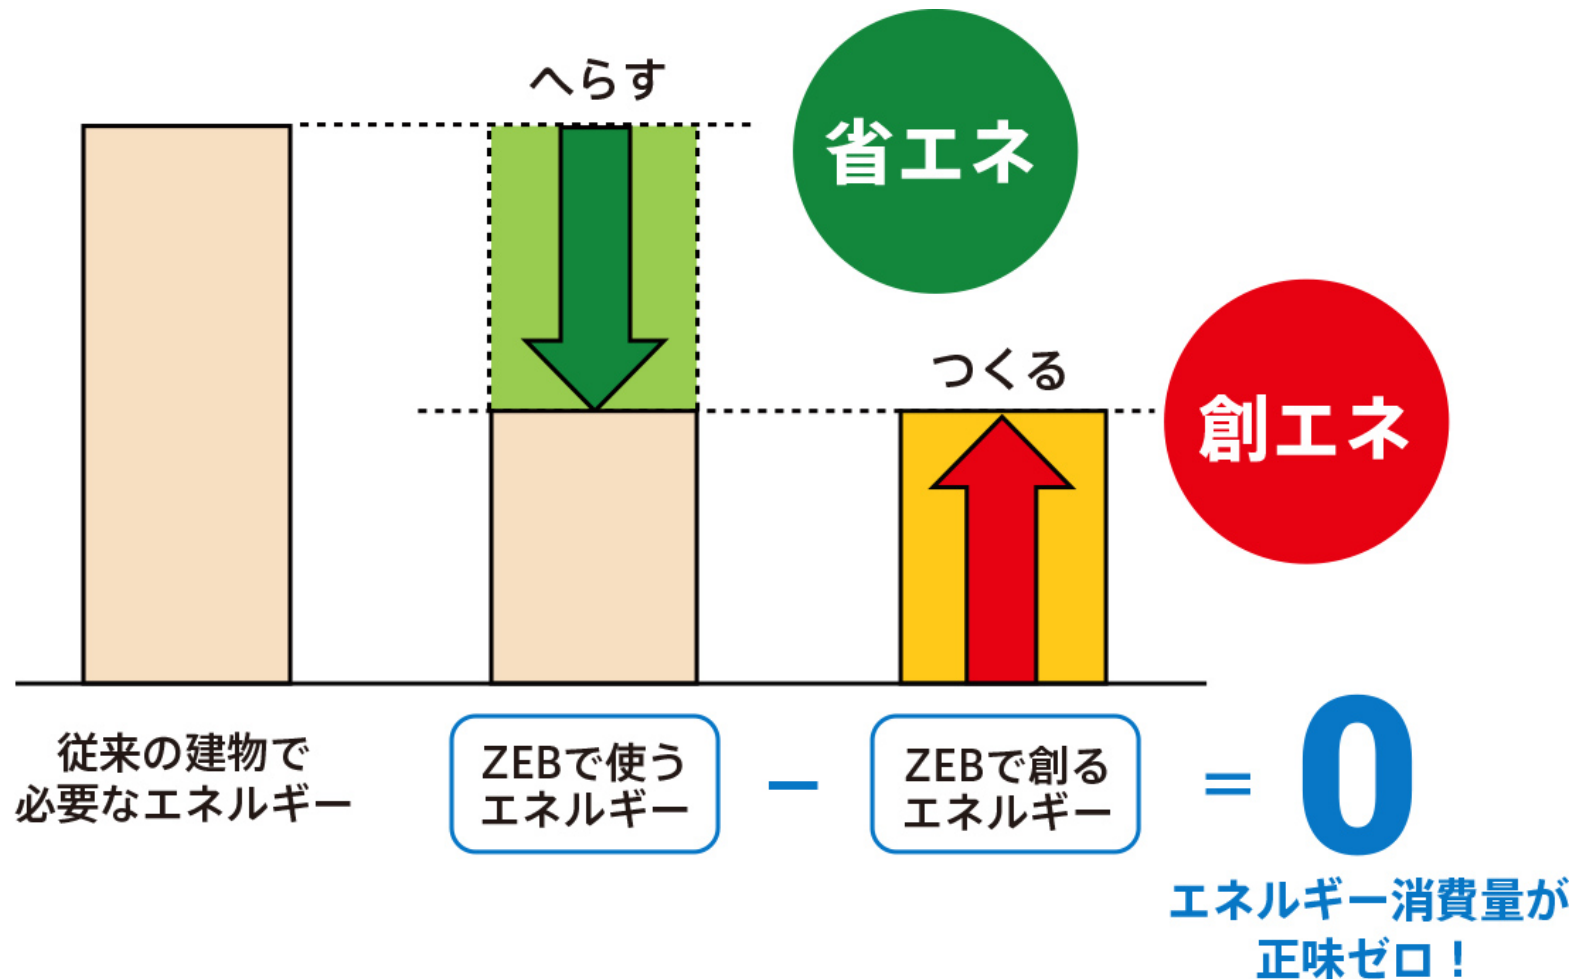 へらす
省エネ
つくる
創エネ
従来の建物で
必要なエネルギー
ZEBで使う
エネルギー
−
ZEBで創る
エネルギー
=
0
エネルギー消費量が
正味ゼロ！